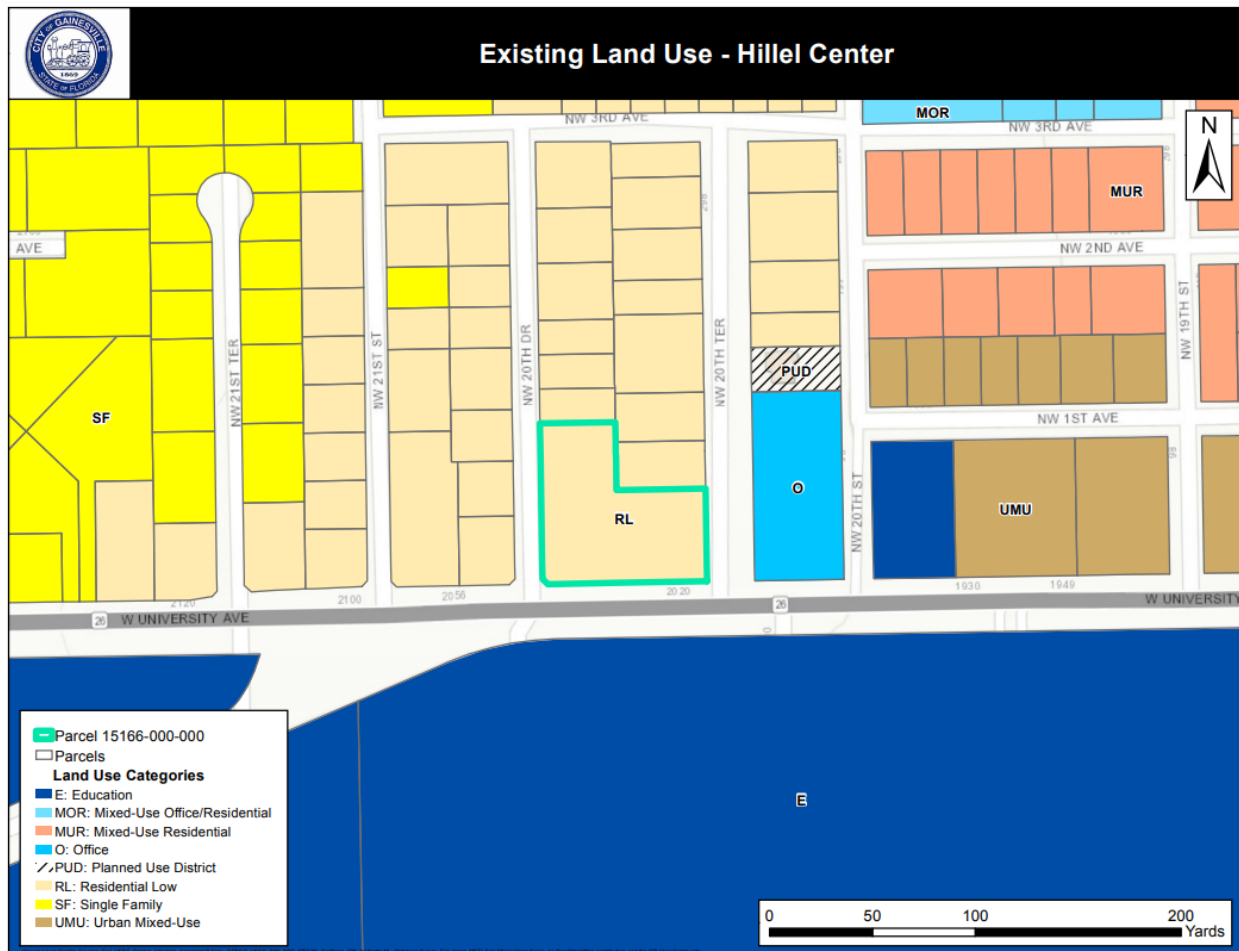 CITY OF GAINESVILLE
1869
STATE OF FLORIDA
Existing Land Use - Hillel Center
NW 3RD AVE
MOR
NW 3RD AVE
N
MUR
NW 2ND AVE
AVE
298
NW 21ST TER
NW 21ST ST
NW 20TH DR
NW 20TH TER
NW 19TH ST
PUD
SF
NW 1ST AVE
O
NW 20TH ST
98
RL
UMU
2120
2100
2056
2020
1930
1949
26
W UNIVERSITY AVE
26
W UNIVERSITY
E
Parcel 15166-000-000
Parcels
Land Use Categories
E: Education
MOR: Mixed-Use Office/Residential
MUR: Mixed-Use Residential
O: Office
PUD: Planned Use District
RL: Residential Low
SF: Single Family
UMU: Urban Mixed-Use
0 50 100 200
Yards